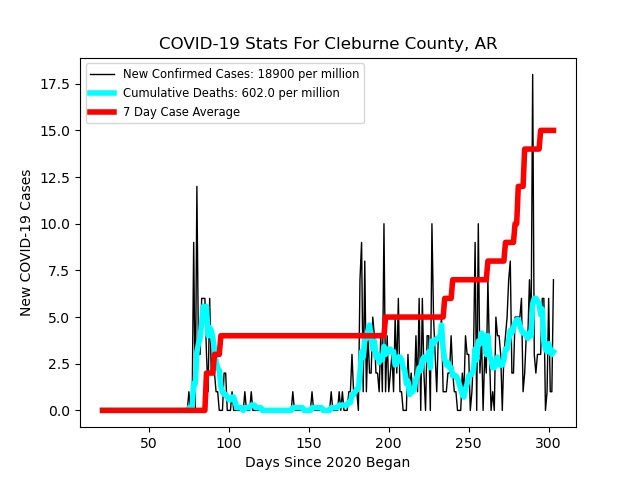 COVID-19 Stats For Cleburne County, AR
New Confirmed Cases: 18900 per million
Cumulative Deaths: 602.0 per million
7 Day Case Average
17.5
15.0
12.5
10.0
7.5
5.0
2.5
0.0
New COVID-19 Cases
50 100 150 200 250 300
Days Since 2020 Began